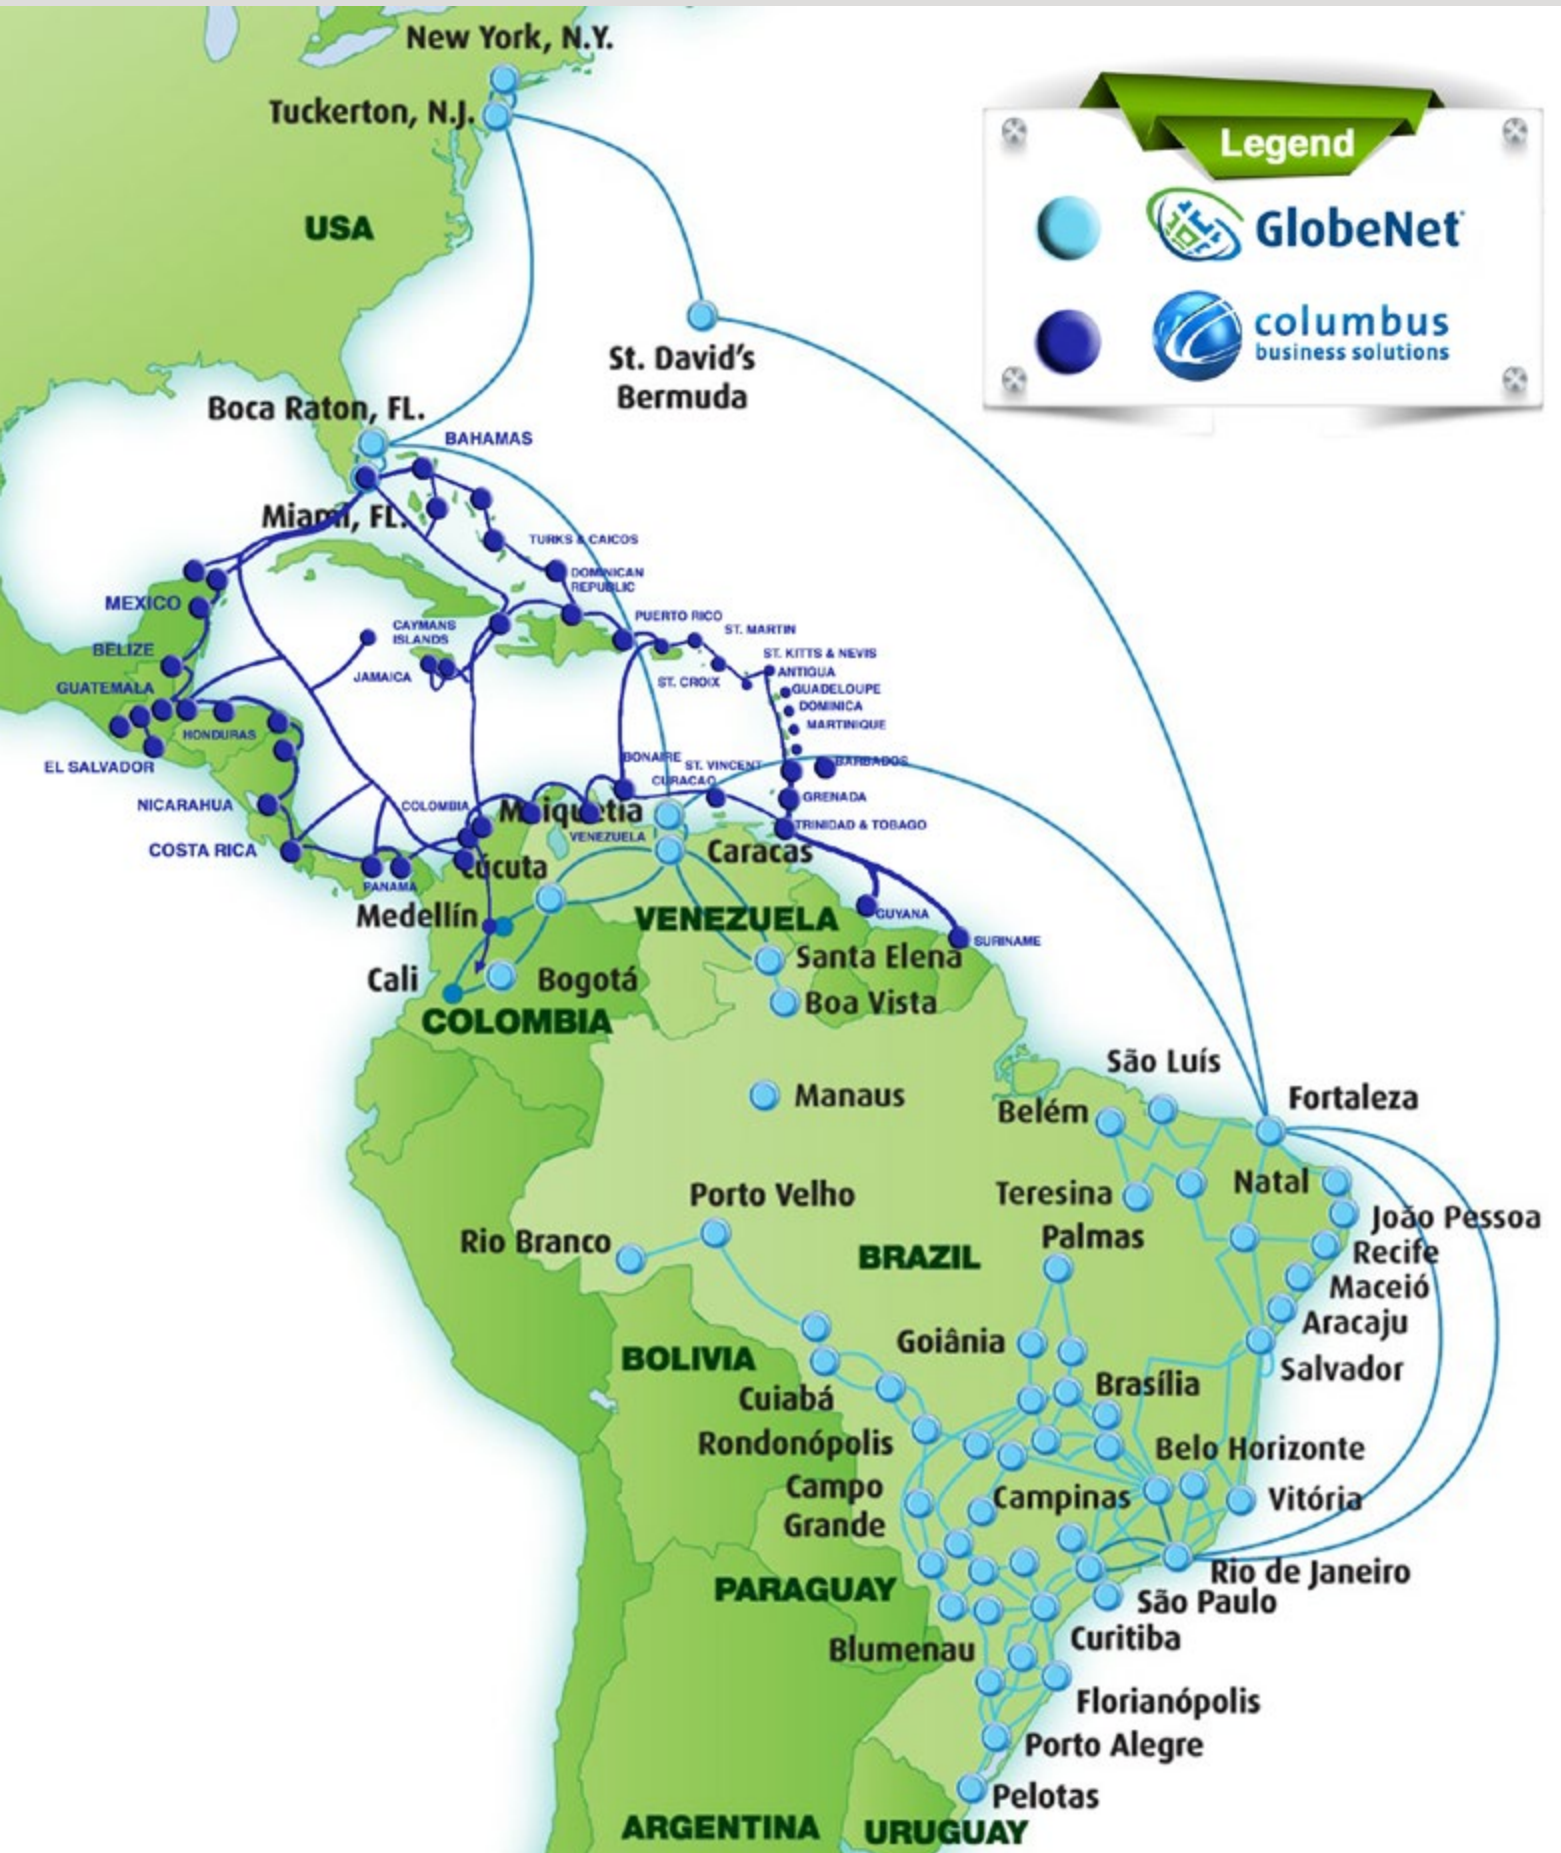 New York, N.Y.
Tuckerton, N.J.
Legend
GlobeNet
USA
columbus
business solutions
St. David's
Bermuda
Boca Raton, FL.
BAHAMAS
Miami, FL.
TURKS & CAICOS
DOMINICAN
REPUBLIC
MEXICO
PUERTO RICO
CAYMANS
ISLANDS
ST. MARTIN
BELIZE
ST. KITTS & NEVIS
JAMAICA
ANTIGUA
ST. CROIX
GUATEMALA
GUADELOUPE
DOMINICA
MARTINIQUE
HONDURAS
BONAIRE
ST. VINCENT
BARBADOS
EL SALVADOR
CURACAO
GRENADA
NICARAHUA
COLOMBIA
Maiquetia
TRINIDAD & TOBAGO
VENEZUELA
COSTA RICA
Caracas
Cúcuta
PANAMA
Medellín
VENEZUELA
GUYANA
SURINAME
Santa Elena
Cali
Bogotá
Boa Vista
COLOMBIA
São Luís
Manaus
Fortaleza
Belém
Porto Velho
Teresina
Natal
João Pessoa
Rio Branco
Palmas
BRAZIL
Recife
Maceió
Aracaju
Goiânia
BOLIVIA
Salvador
Cuiabá
Brasília
Rondonópolis
Belo Horizonte
Campo
Grande
Campinas
Vitória
Rio de Janeiro
PARAGUAY
São Paulo
Curitiba
Blumenau
Florianópolis
Porto Alegre
Pelotas
ARGENTINA
URUGUAY